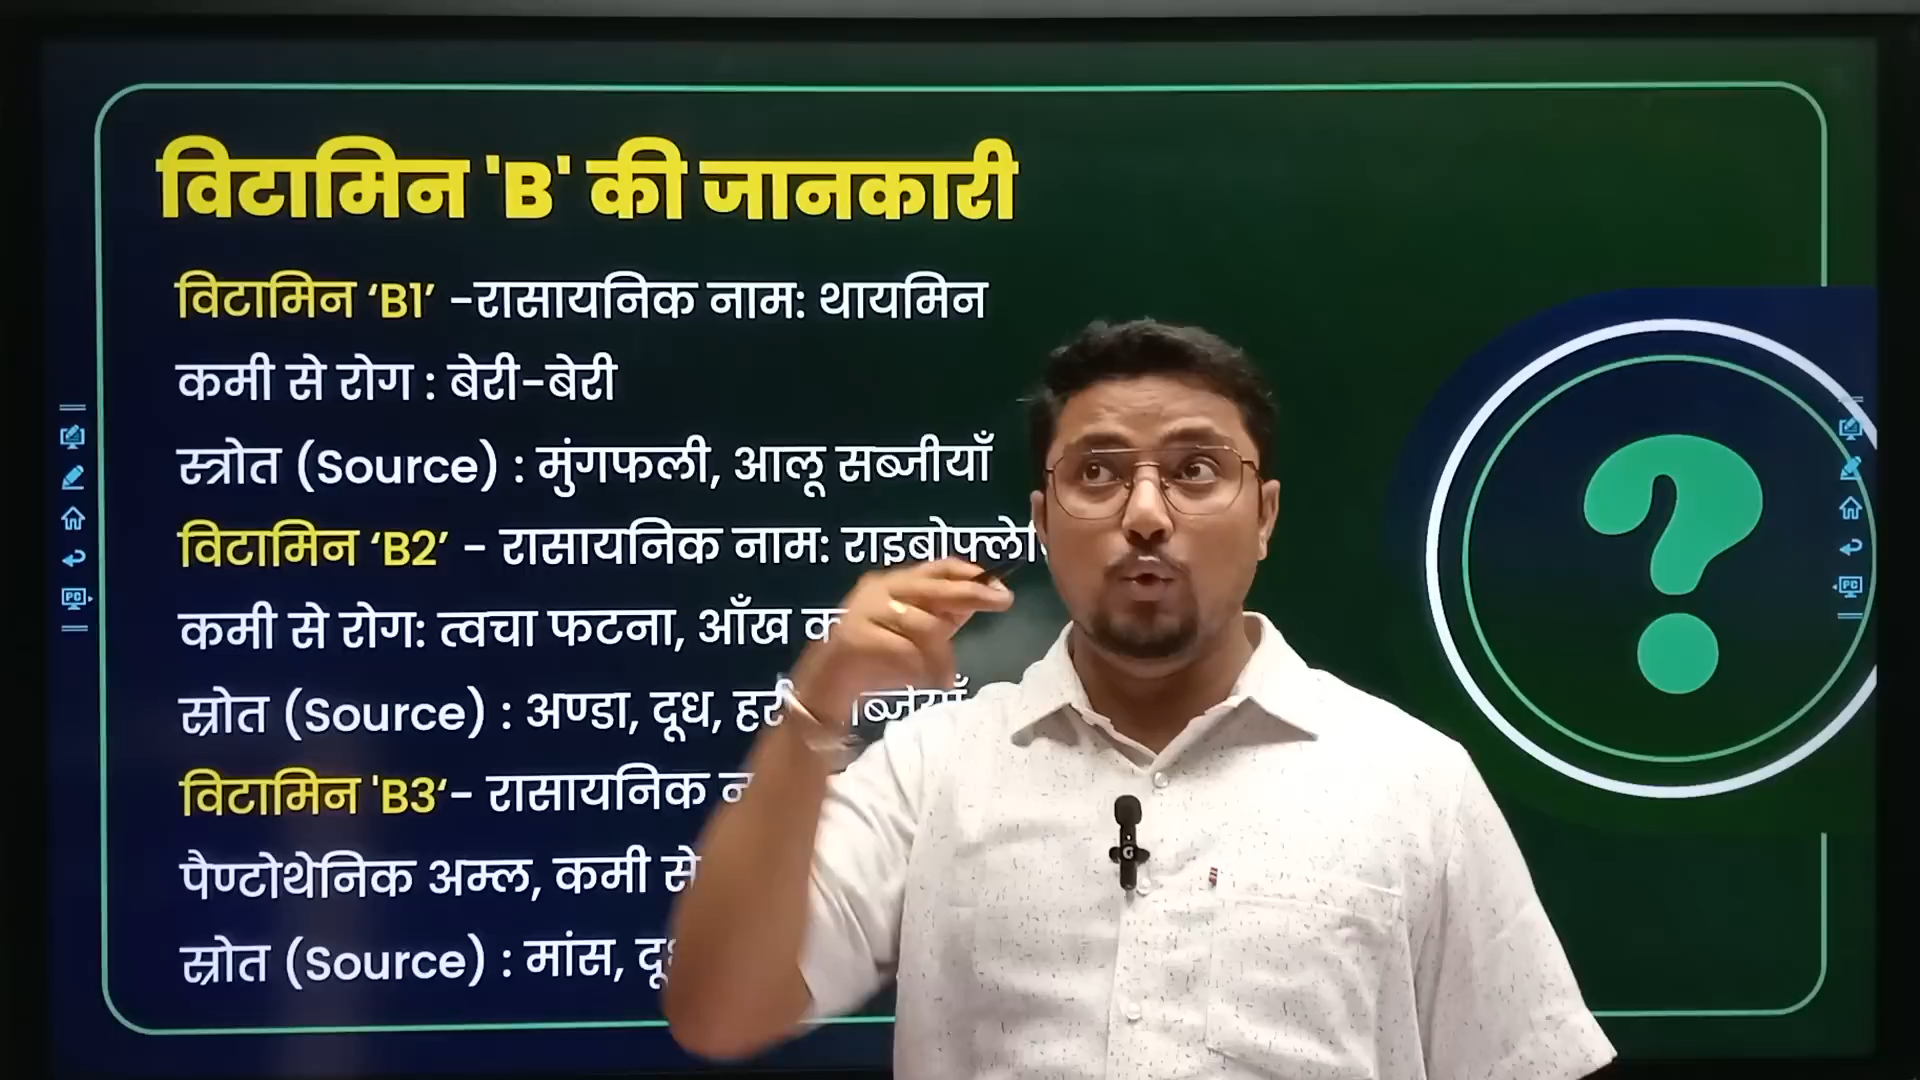 विटामिन 'B' की जानकारी
विटामिन ‘B1’ -रासायनिक नाम: थायमिन
कमी से रोग : बेरी-बेरी
स्त्रोत (Source) : मुंगफली, आलू सब्जीयाँ
विटामिन ‘B2’ - रासायनिक नाम:
कमी से रोग: त्वचा फटना, आँख
स्रोत (Source) : अण्डा, दूध,
विटामिन 'B3‘- रासायनिक
पैण्टोथेनिक अम्ल, कमी से
स्रोत (Source) : मांस,